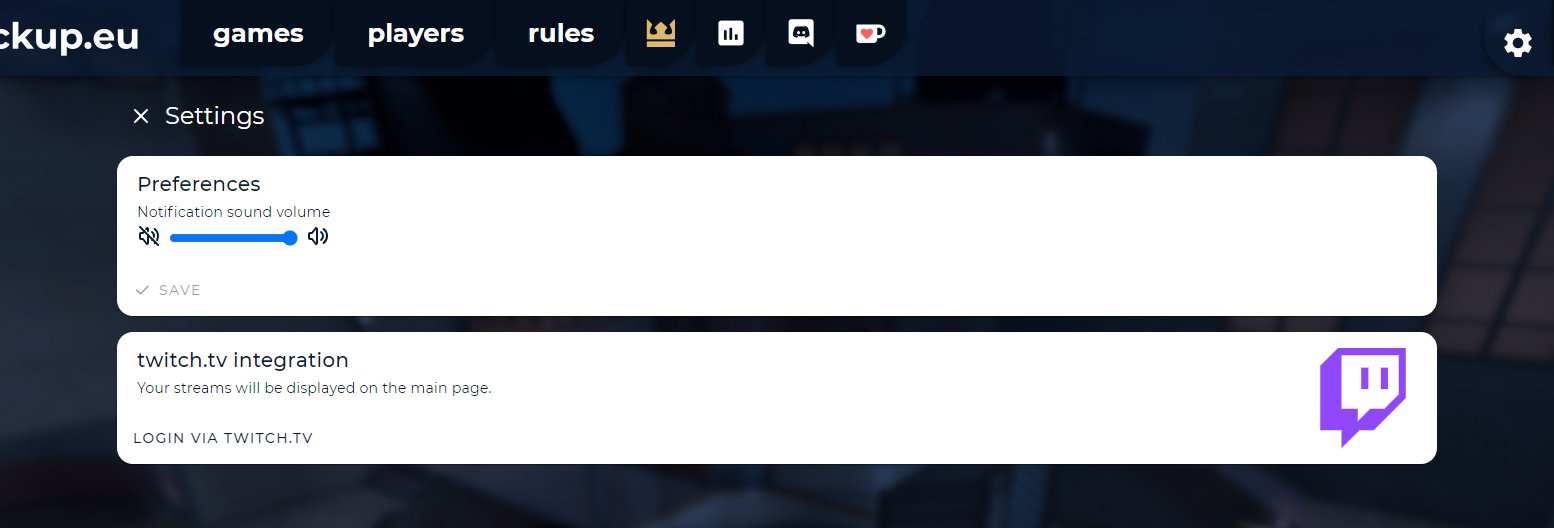 ckup.eu
games
players
rules
Settings
Preferences
Notification sound volume
SAVE
twitch.tv integration
Your streams will be displayed on the main page.
LOGIN VIA TWITCH.TV